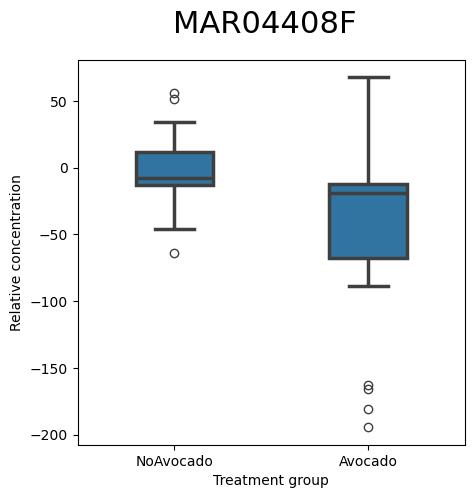 MAR04408F
Relative concentration
50
0
−50
−100
−150
−200
NoAvocado
Avocado
Treatment group